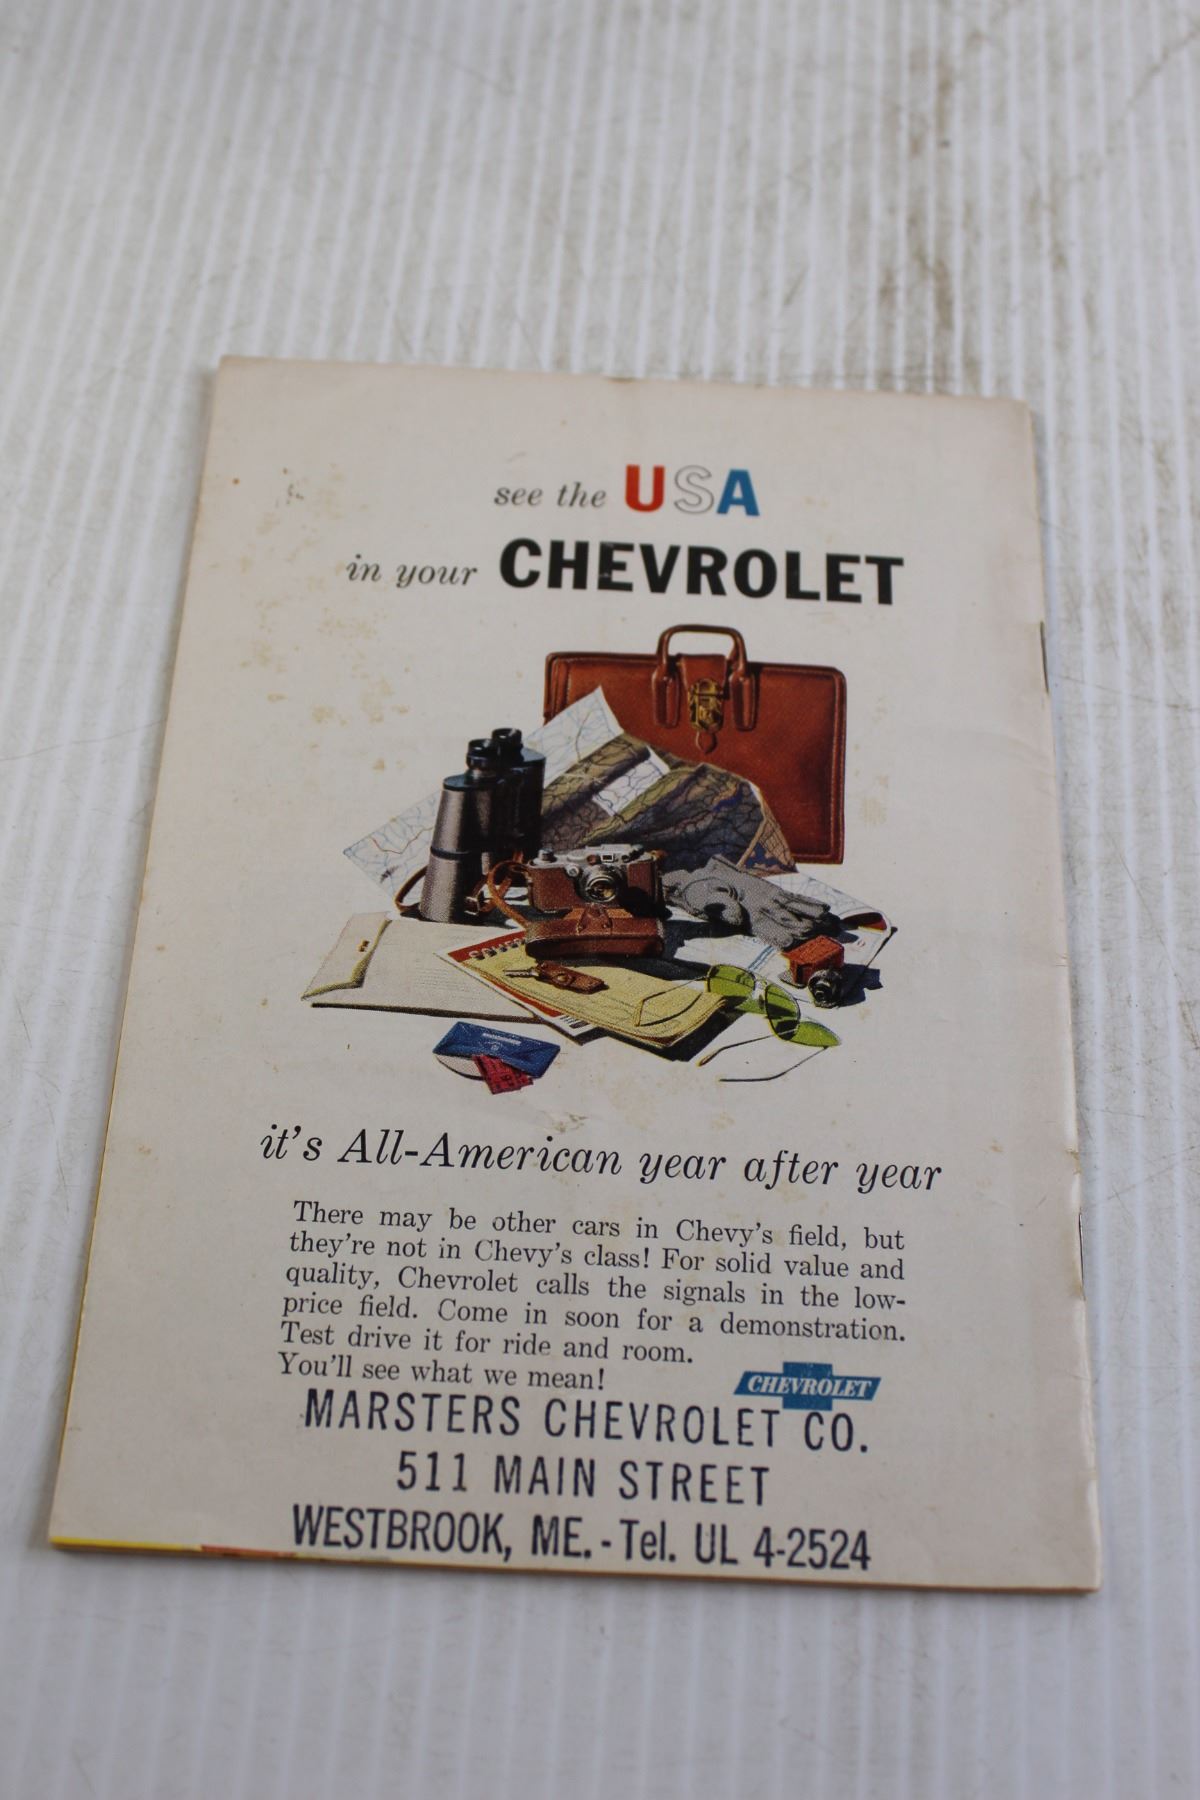 see the USA
in your CHEVROLET
it's All-American year after year
There may be other cars in Chevy's field, but
they're not in Chevy's class! For solid value and
quality, Chevrolet calls the signals in the low-
price field. Come in soon for a demonstration.
Test drive it for ride and room.
You'll see what we mean!
CHEVROLET
MARSTERS CHEVROLET CO.
511 MAIN STREET
WESTBROOK, ME. - Tel. UL 4-2524